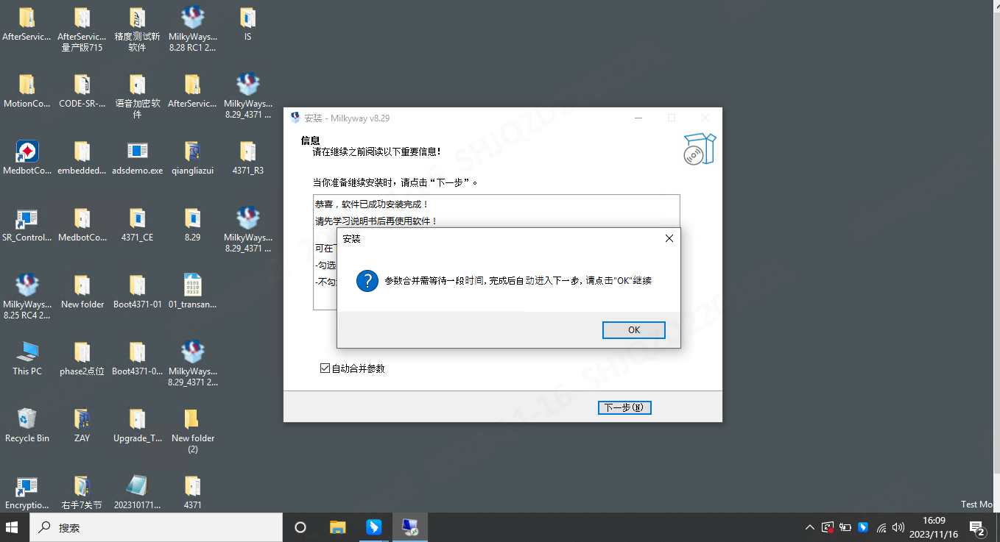 AfterServic...
AfterServic...
量产版715
精度测试新
软件
MilkyWays...
8.28 RC1 2...
IS
MotionCo...
CODE-SR-...
语音加密软
件
AfterServic...
MilkyWays...
8.29_4371 ...
MedbotCo...
embedded...
adsdemo.exe
qiangliazui
4371_R3
SR_Control...
MedbotCo...
4371_CE
8.29
MilkyWays...
8.29_4371 ...
MilkyWays...
8.25 RC4 2...
New folder
Boot4371-01
01_transan...
This PC
phase2点位
Boot4371-0...
MilkyWays...
8.29_4371 2...
Recycle Bin
ZAY
Upgrade_T...
New folder
(2)
Encryptio...
右手7关节
202310171...
4371
安装 - Milkyway v8.29
信息
请在继续之前阅读以下重要信息！
当你准备继续安装时，请点击“下一步”。
恭喜，软件已成功安装完成！
请先学习说明书后再使用软件！
可在
-勾选
-不勾
安装
参数合并需等待一段时间, 完成后自动进入下一步, 请点击"OK"继续
OK
自动合并参数
下一步(N)
Test Mo
搜索
16:09
2023/11/16
2